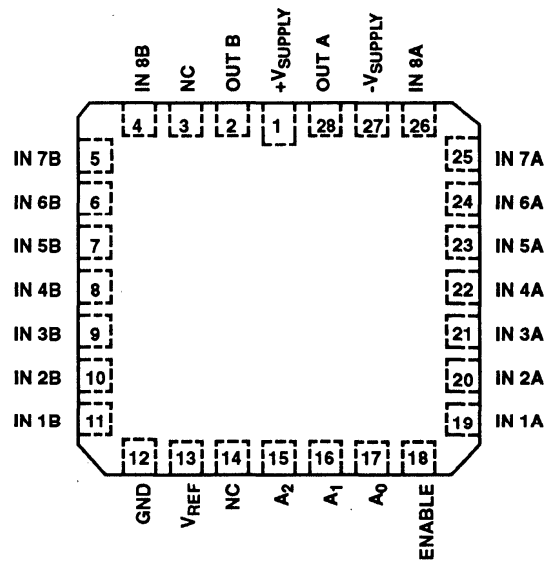 IN 8B
NC
OUT B
+VSUPPLY
OUT A
-VSUPPLY
IN 8A
4
3
2
1
28
27
26
IN 7B 5
25 IN 7A
IN 6B 6
24 IN 6A
IN 5B 7
23 IN 5A
IN 4B 8
22 IN 4A
IN 3B 9
21 IN 3A
IN 2B 10
20 IN 2A
IN 1B 11
19 IN 1A
12
13
14
15
16
17
18
GND
VREF
NC
A2
A1
A0
ENABLE